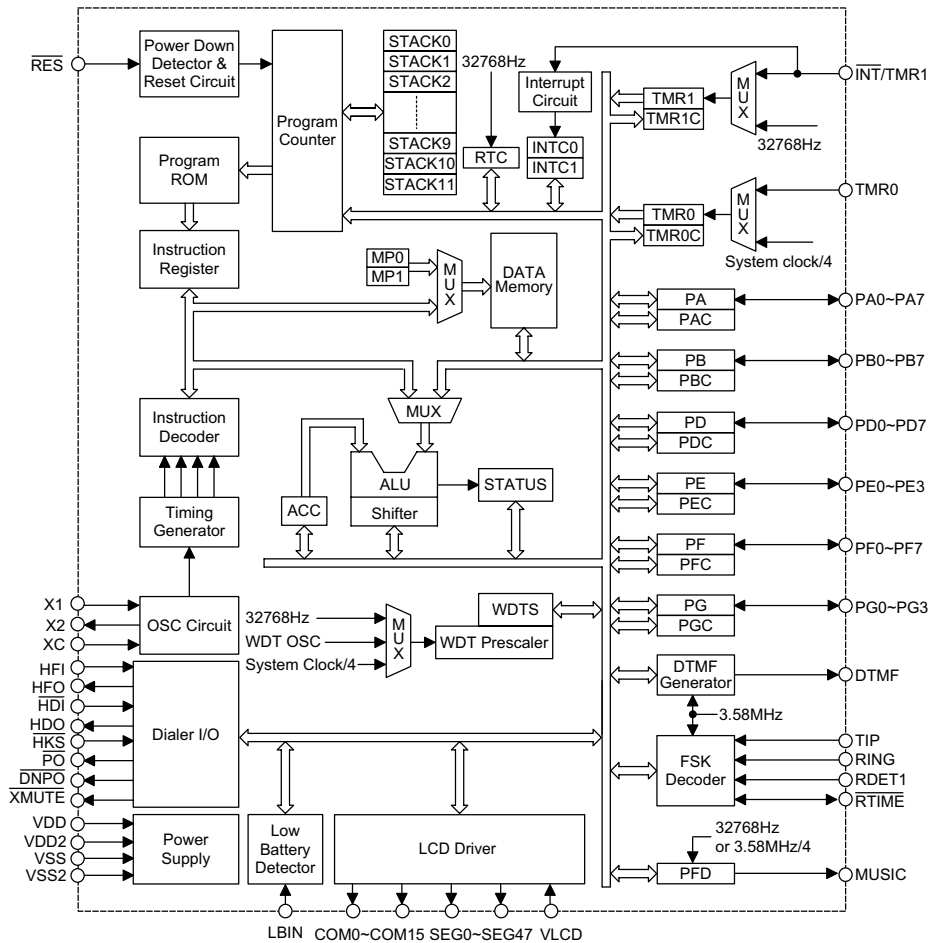 RES
Power Down
Detector &
Reset Circuit
Program
Counter
STACK0
STACK1
STACK2
STACK9
STACK10
STACK11
32768Hz
RTC
Interrupt
Circuit
INTC0
INTC1
TMR1
TMR1C
MUX
32768Hz
INT/TMR1
Program
ROM
TMR0
TMR0C
MUX
System clock/4
TMR0
Instruction
Register
MP0
MP1
MUX
DATA
Memory
PA
PAC
PA0~PA7
PB
PBC
PB0~PB7
Instruction
Decoder
MUX
PD
PDC
PD0~PD7
ALU
Shifter
STATUS
ACC
Timing
Generator
PE
PEC
PE0~PE3
PF
PFC
PF0~PF7
X1
X2
XC
OSC Circuit
32768Hz
WDT OSC
System Clock/4
MUX
WDTS
WDT Prescaler
PG
PGC
PG0~PG3
HFI
HFO
HDI
HDO
HKS
PO
DNPO
XMUTE
Dialer I/O
DTMF
Generator
DTMF
3.58MHz
FSK
Decoder
TIP
RING
RDET1
RTIME
VDD
VDD2
VSS
VSS2
Power
Supply
Low
Battery
Detector
LCD Driver
32768Hz
or 3.58MHz/4
PFD
MUSIC
LBIN
COM0~COM15
SEG0~SEG47
VLCD